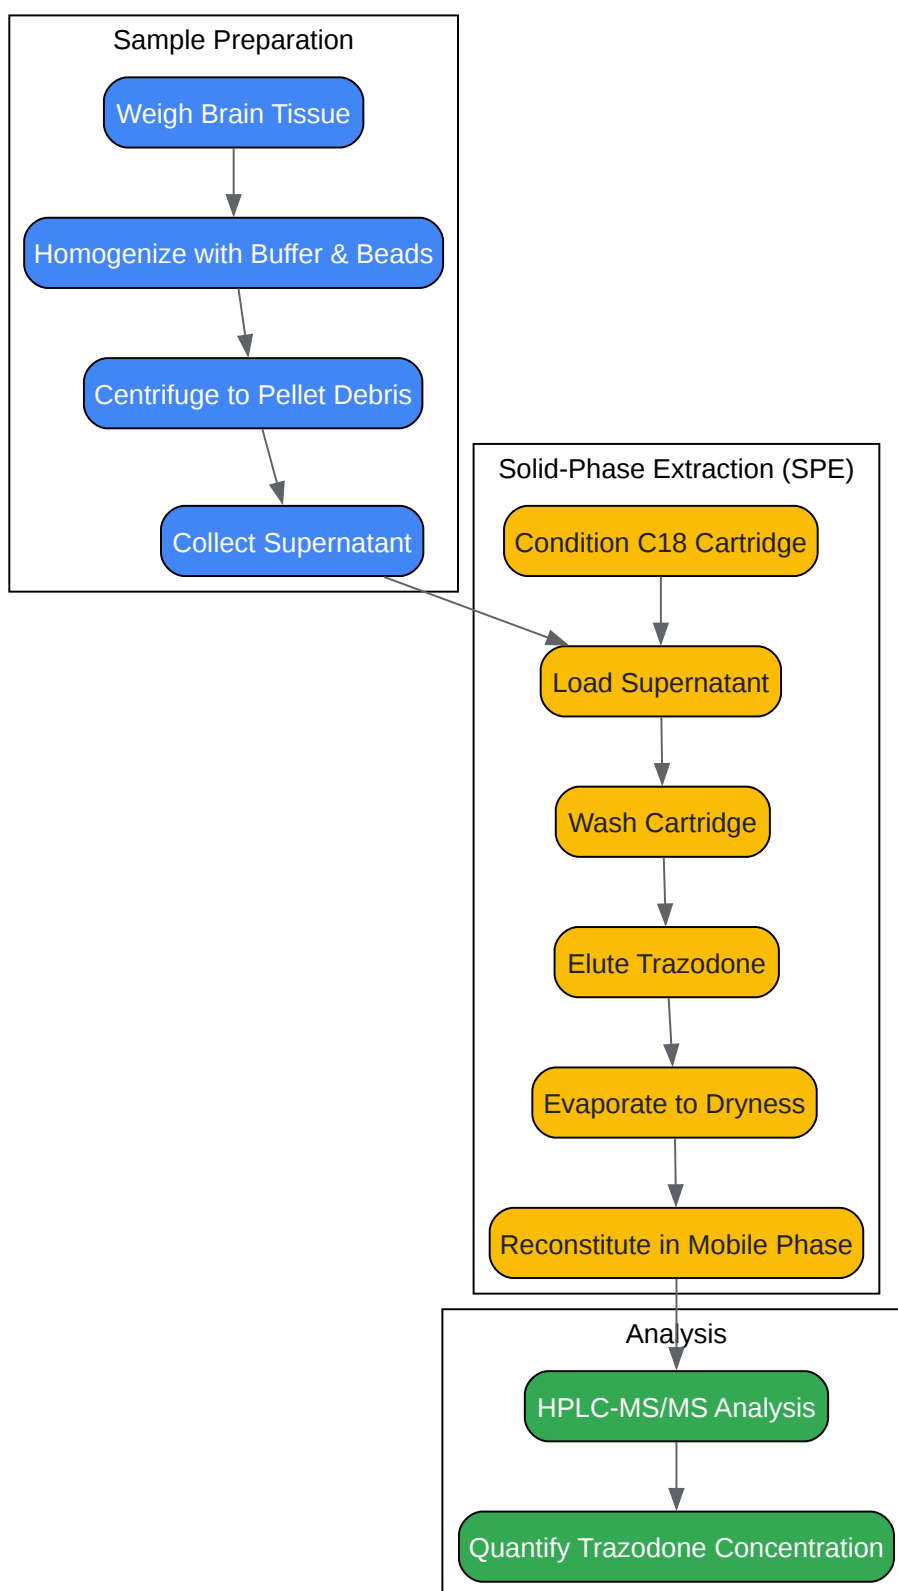 Sample Preparation
Weigh Brain Tissue
Homogenize with Buffer & Beads
Centrifuge to Pellet Debris
Collect Supernatant
Solid-Phase Extraction (SPE)
Condition C18 Cartridge
Load Supernatant
Wash Cartridge
Elute Trazodone
Evaporate to Dryness
Reconstitute in Mobile Phase
Analysis
HPLC-MS/MS Analysis
Quantify Trazodone Concentration